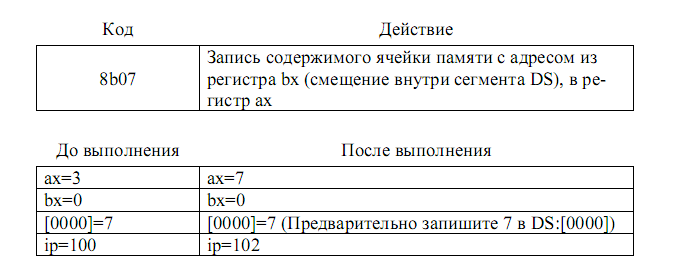 Код Действие
8b07 Запись содержимого ячейки памяти с адресом из
регистра bx (смещение внутри сегмента DS), в ре-
гистр ax
До выполнения После выполнения
ax=3 ax=7
bx=0 bx=0
[0000]=7 [0000]=7 (Предварительно запишите 7 в DS:[0000])
ip=100 ip=102